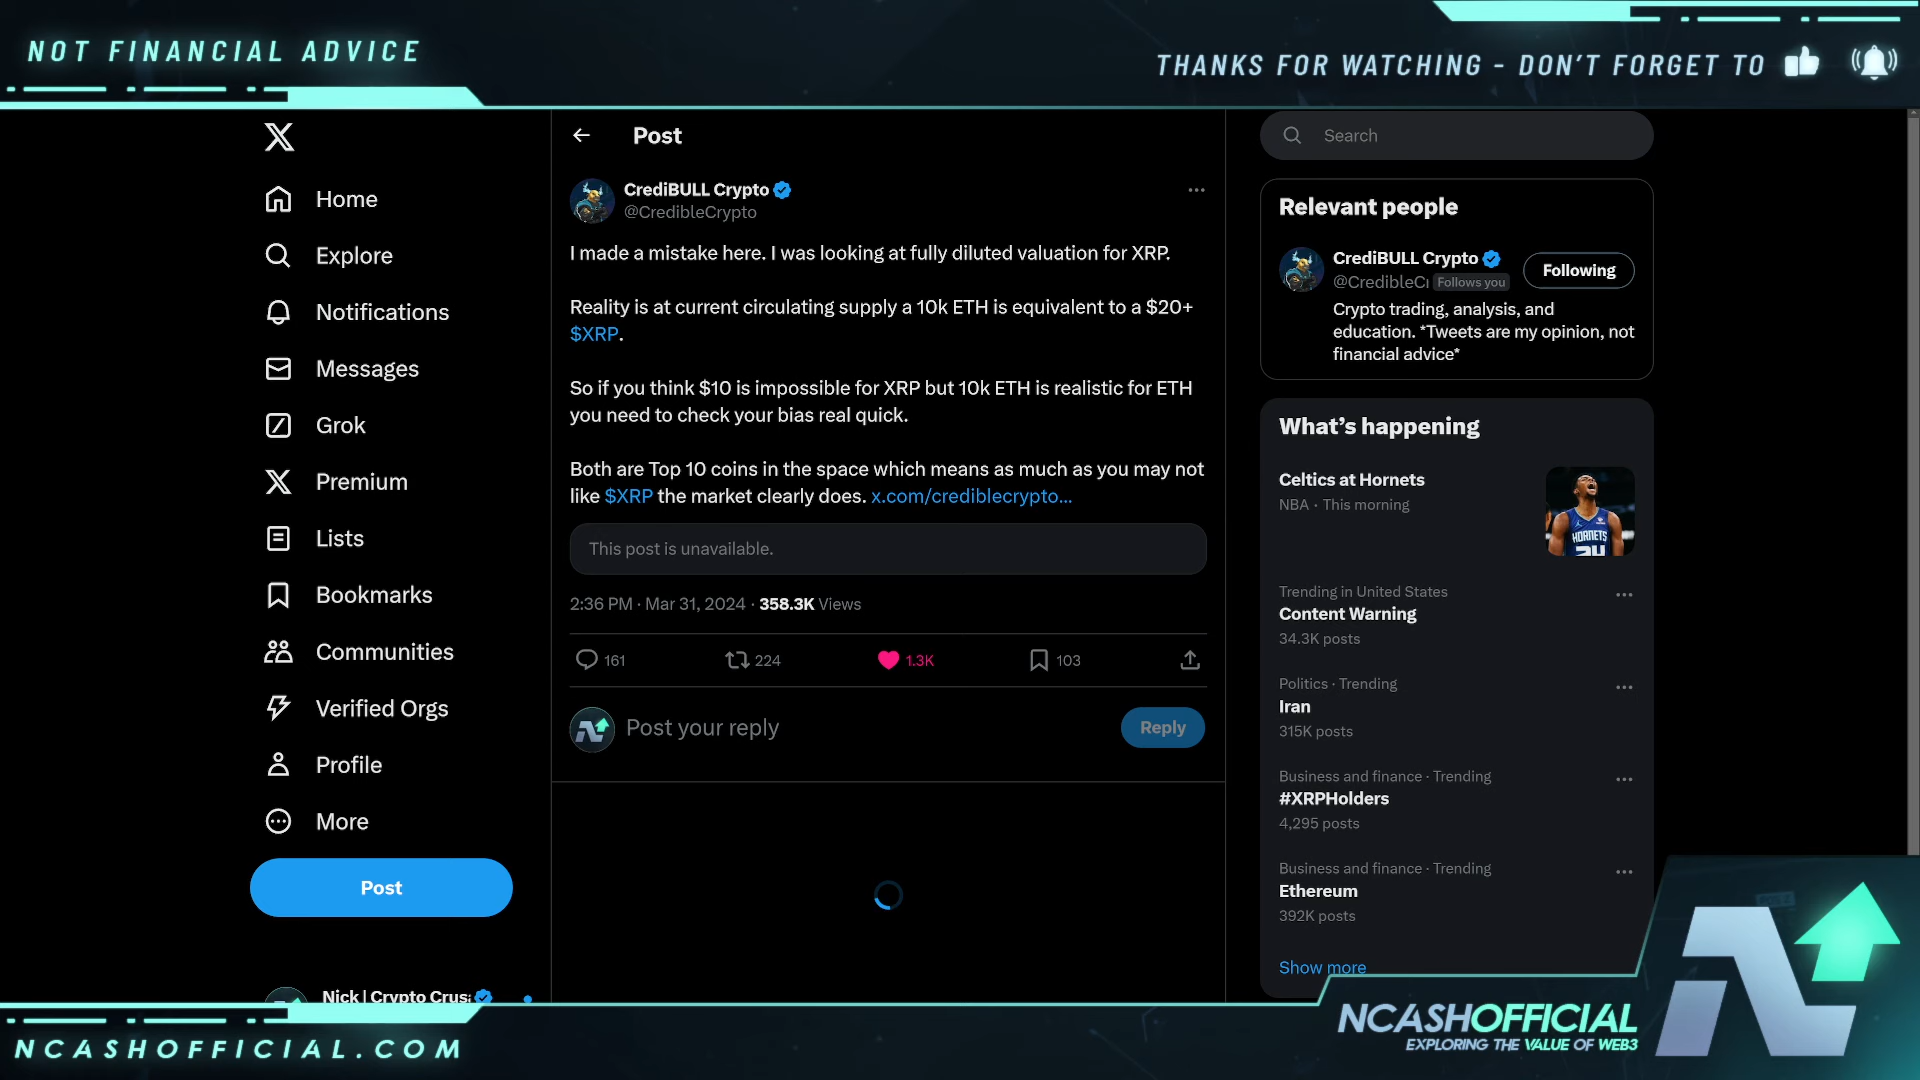 NOT FINANCIAL ADVICE
THANKS FOR WATCHING - DON'T FORGET TO
Home
Explore
Notifications
Messages
Grok
Premium
Lists
Bookmarks
Communities
Verified Orgs
Profile
More
Post
Nick | Crypto Crus
Post
CrediBULL Crypto
@CredibleCrypto
I made a mistake here. I was looking at fully diluted valuation for XRP.
Reality is at current circulating supply a 10k ETH is equivalent to a $20+
$XRP.
So if you think $10 is impossible for XRP but 10k ETH is realistic for ETH
you need to check your bias real quick.
Both are Top 10 coins in the space which means as much as you may not
like $XRP the market clearly does. x.com/crediblecrypto...
This post is unavailable.
2:36 PM · Mar 31, 2024 · 358.3K Views
161
224
1.3K
103
Post your reply
Reply
Search
Relevant people
CrediBULL Crypto
@CredibleCr
Follows you
Following
Crypto trading, analysis, and
education. *Tweets are my opinion, not
financial advice*
What's happening
Celtics at Hornets
NBA · This morning
HORNETS
24
Trending in United States
Content Warning
34.3K posts
Politics · Trending
Iran
315K posts
Business and finance · Trending
#XRPHolders
4,295 posts
Business and finance · Trending
Ethereum
392K posts
Show more
NCASHOFFICIAL.COM
NCASHOFFICIAL
EXPLORING THE VALUE OF WEB3